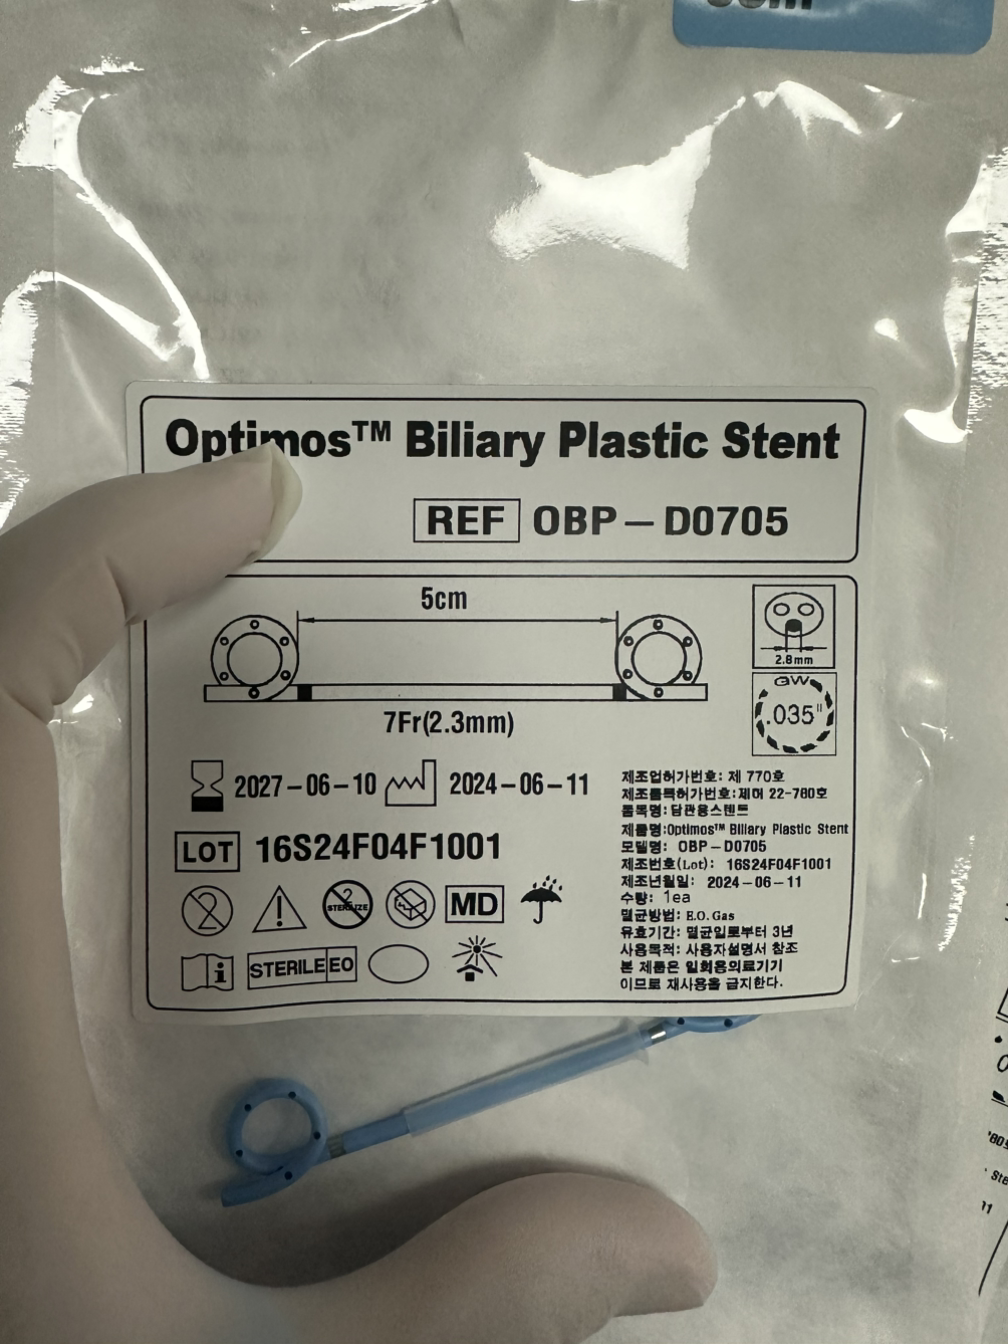 Optimos™ Biliary Plastic Stent
REF OBP-D0705
5cm
2.8mm
GW
.035"
7Fr(2.3mm)
2027-06-10 2024-06-11
LOT 16S24F04F1001
2
STERILIZE
2
MD
i
STERILE EO
제조업허가번호: 제 770호
제조품목허가번호:제허 22-780호
품목명:담관용스텐트
제품명:Optimos™ Biliary Plastic Stent
모델명: OBP-D0705
제조번호(Lot): 16S24F04F1001
제조년월일: 2024-06-11
수량: 1ea
멸균방법: E.O. Gas
유효기간: 멸균일로부터 3년
사용목적: 사용자설명서 참조
본 제품은 일회용의료기기
이므로 재사용을 금지한다.